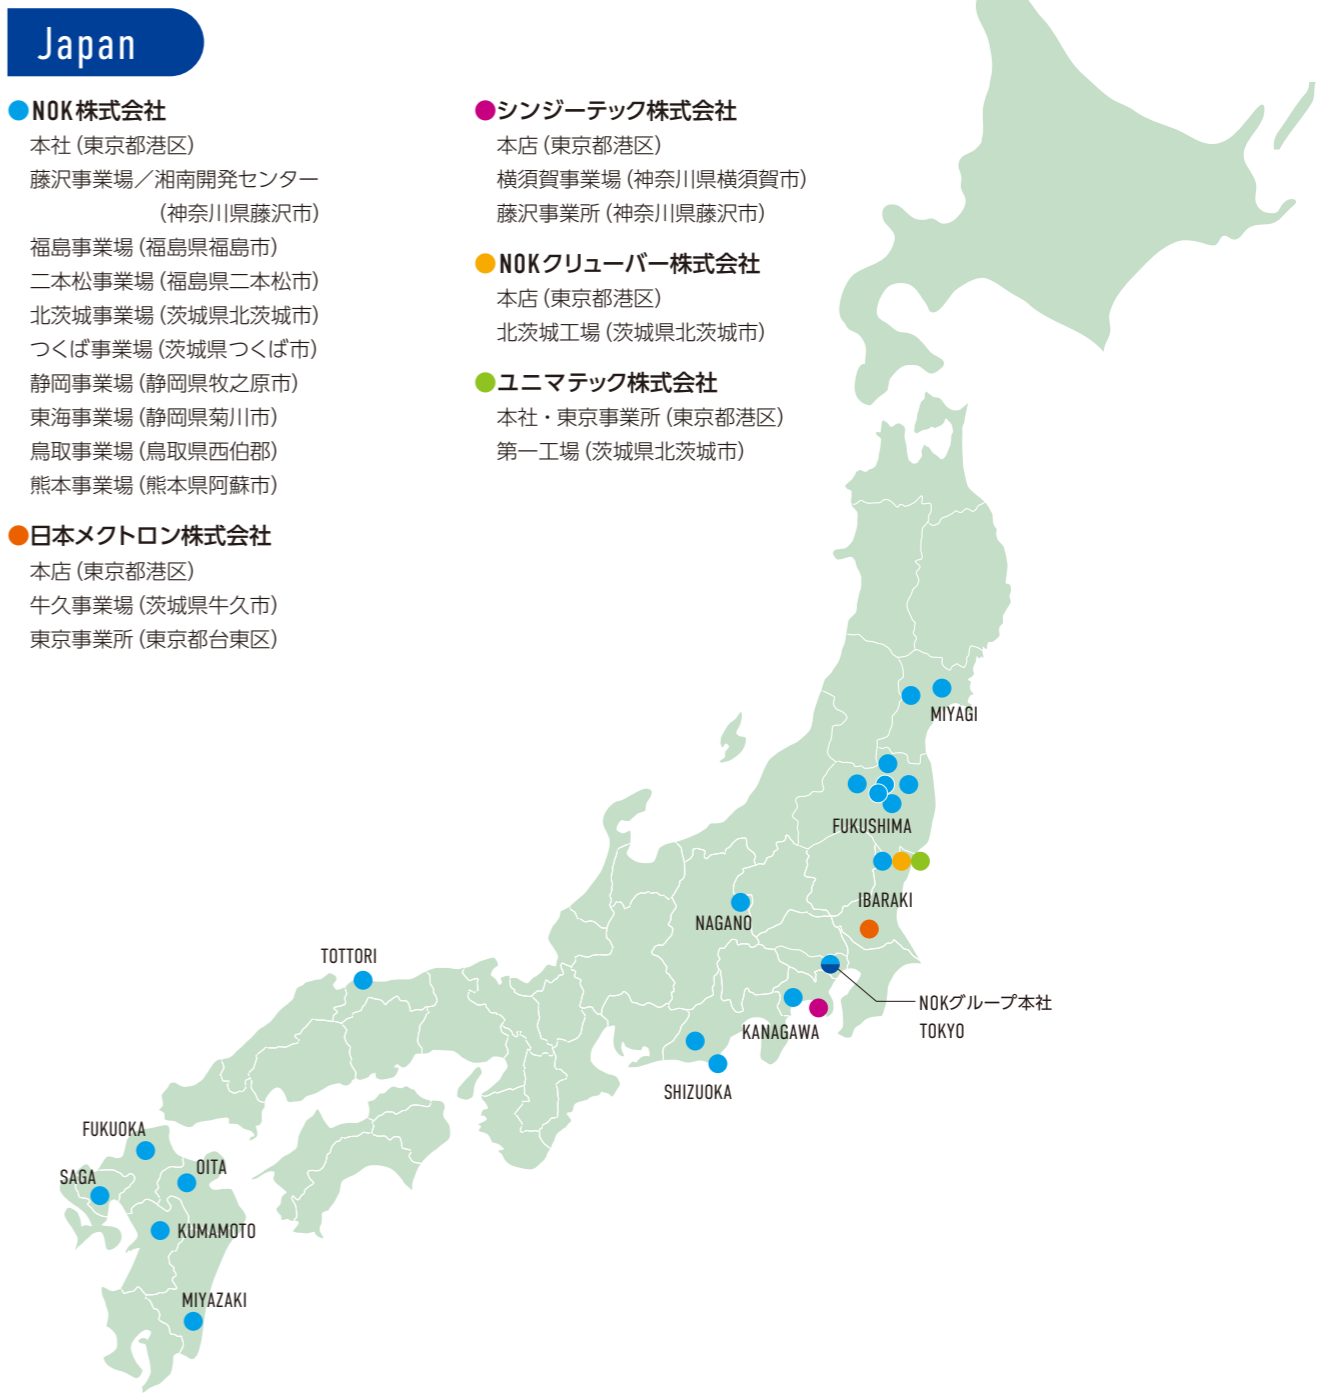 Japan
NOK株式会社
本社（東京都港区）
藤沢事業場／湘南開発センター
（神奈川県藤沢市）
福島事業場（福島県福島市）
二本松事業場（福島県二本松市）
北茨城事業場（茨城県北茨城市）
つくば事業場（茨城県つくば市）
静岡事業場（静岡県牧之原市）
東海事業場（静岡県菊川市）
鳥取事業場（鳥取県西伯郡）
熊本事業場（熊本県阿蘇市）
日本メクトロン株式会社
本店（東京都港区）
牛久事業場（茨城県牛久市）
東京事業所（東京都台東区）
シンジーテック株式会社
本店（東京都港区）
横須賀事業場（神奈川県横須賀市）
藤沢事業所（神奈川県藤沢市）
NOKクリューバー株式会社
本店（東京都港区）
北茨城工場（茨城県北茨城市）
ユニマテック株式会社
本社・東京事業所（東京都港区）
第一工場（茨城県北茨城市）
MIYAGI
FUKUSHIMA
IBARAKI
NAGANO
TOTTORI
NOKグループ本社
TOKYO
KANAGAWA
SHIZUOKA
FUKUOKA
OITA
SAGA
KUMAMOTO
MIYAZAKI